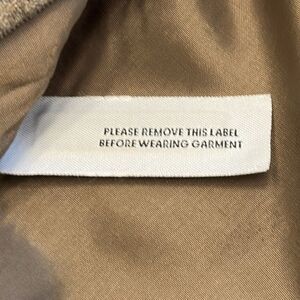 PLEASE REMOVE THIS LABEL
BEFORE WEARING GARMENT